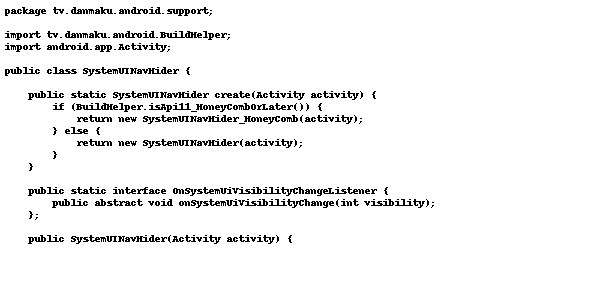 package tv.danmaku.android.support;

import tv.danmaku.android.BuildHelper;
import android.app.Activity;

public class SystemUINavHider {

    public static SystemUINavHider create(Activity activity) {
        if (BuildHelper.isApi11_HoneyCombOrLater()) {
            return new SystemUINavHider_HoneyComb(activity);
        } else {
            return new SystemUINavHider(activity);
        }
    }

    public static interface OnSystemUiVisibilityChangeListener {
        public abstract void onSystemUiVisibilityChange(int visibility);
    };

    public SystemUINavHider(Activity activity) {